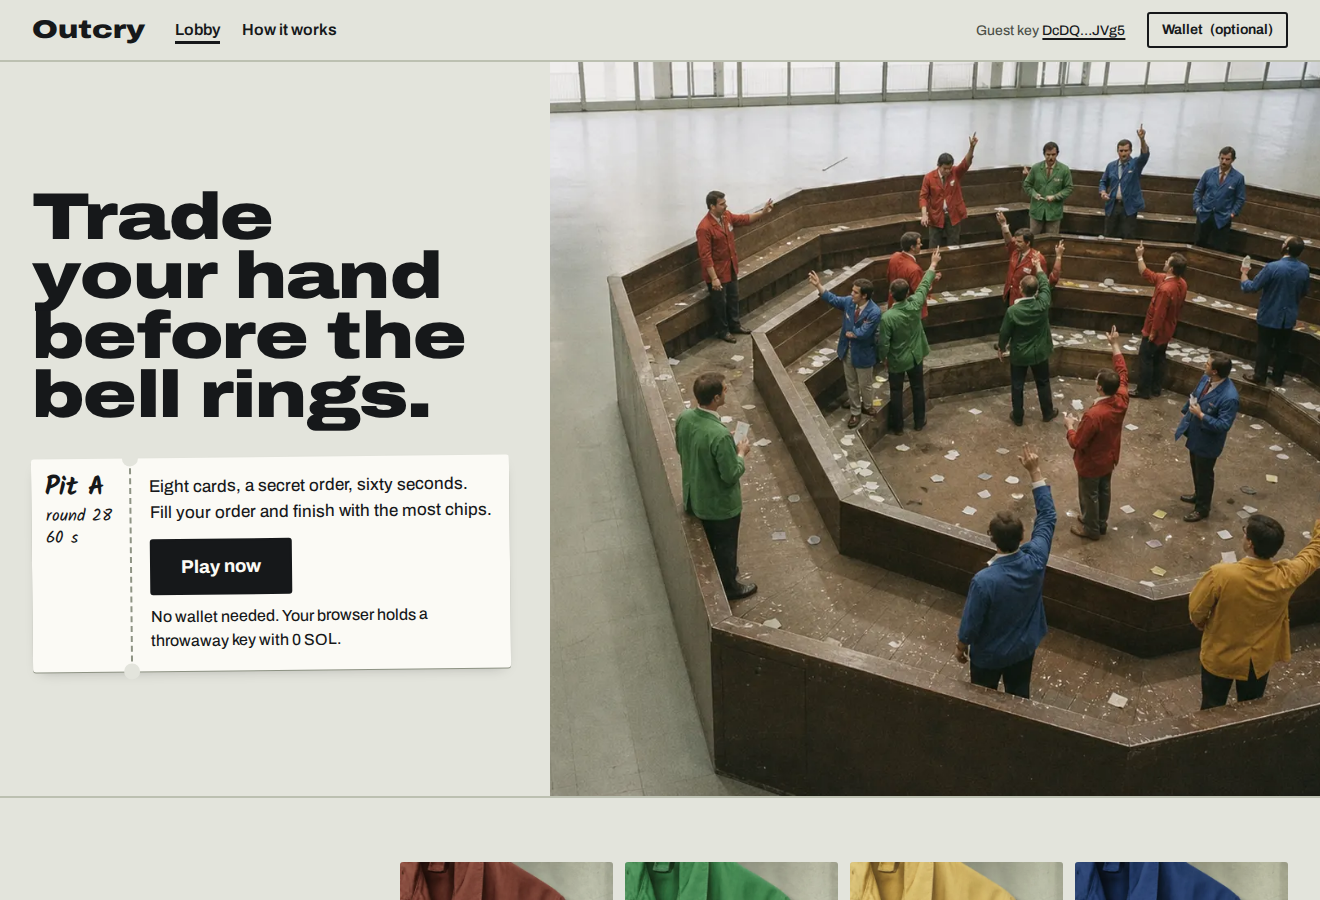 Outcry
Lobby
How it works
Guest key DcDQ...JVg5
Wallet (optional)
Trade
your hand
before the
bell rings.
Pit A
round 28
60 s
Eight cards, a secret order, sixty seconds.
Fill your order and finish with the most chips.
Play now
No wallet needed. Your browser holds a
throwaway key with 0 SOL.